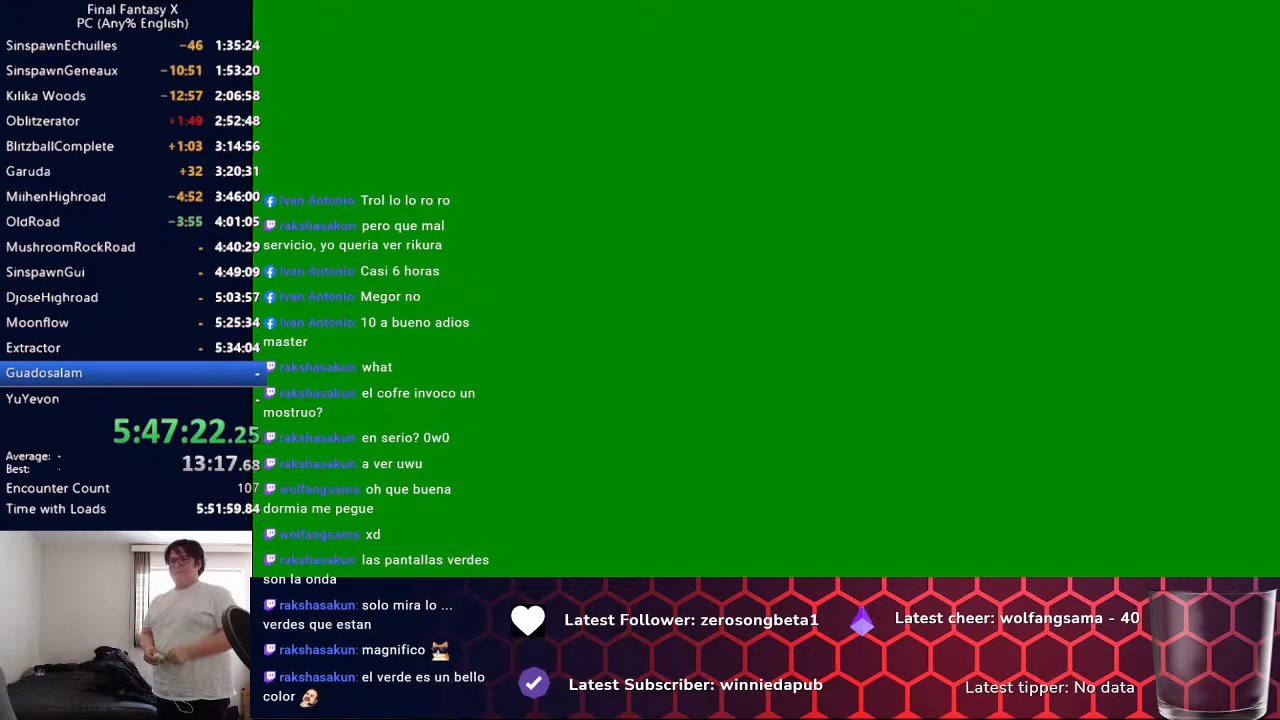 Final Fantasy X
PC (Any% English)
SinspawnEchuilles -46 1:35:24
SinspawnGeneaux -10:51 1:53:20
Kilika Woods -12:57 2:06:58
Oblitzerator +1:49 2:52:48
BlitzballComplete +1:03 3:14:56
Garuda +32 3:20:31
MiihenHighroad -4:52 3:46:00
OldRoad -3:55 4:01:05
MushroomRockRoad - 4:40:29
SinspawnGui - 4:49:09
DjoseHighroad - 5:03:57
Moonflow - 5:25:34
Extractor - 5:34:04
Guadosalam -
YuYevon -
5:47:22.25
Average: -
Best: -
13:17.68
Encounter Count 107
Time with Loads 5:51:59.84
Ivan Antonio: Trol lo lo ro ro
rakshasakun: pero que mal
servicio, yo queria ver rikura
Ivan Antonio: Casi 6 horas
Ivan Antonio: Megor no
Ivan Antonio: 10 a bueno adios
master
rakshasakun: what
rakshasakun: el cofre invoco un
mostruo?
rakshasakun: en serio? 0w0
rakshasakun: a ver uwu
wolfangsama: oh que buena
dormia me pegue
wolfangsama: xd
rakshasakun: las pantallas verdes
son la onda
rakshasakun: solo mira lo ...
verdes que estan
rakshasakun: magnifico
rakshasakun: el verde es un bello
color
Latest Follower: zerosongbeta1
Latest cheer: wolfangsama - 40
Latest Subscriber: winniedapub
Latest tipper: No data